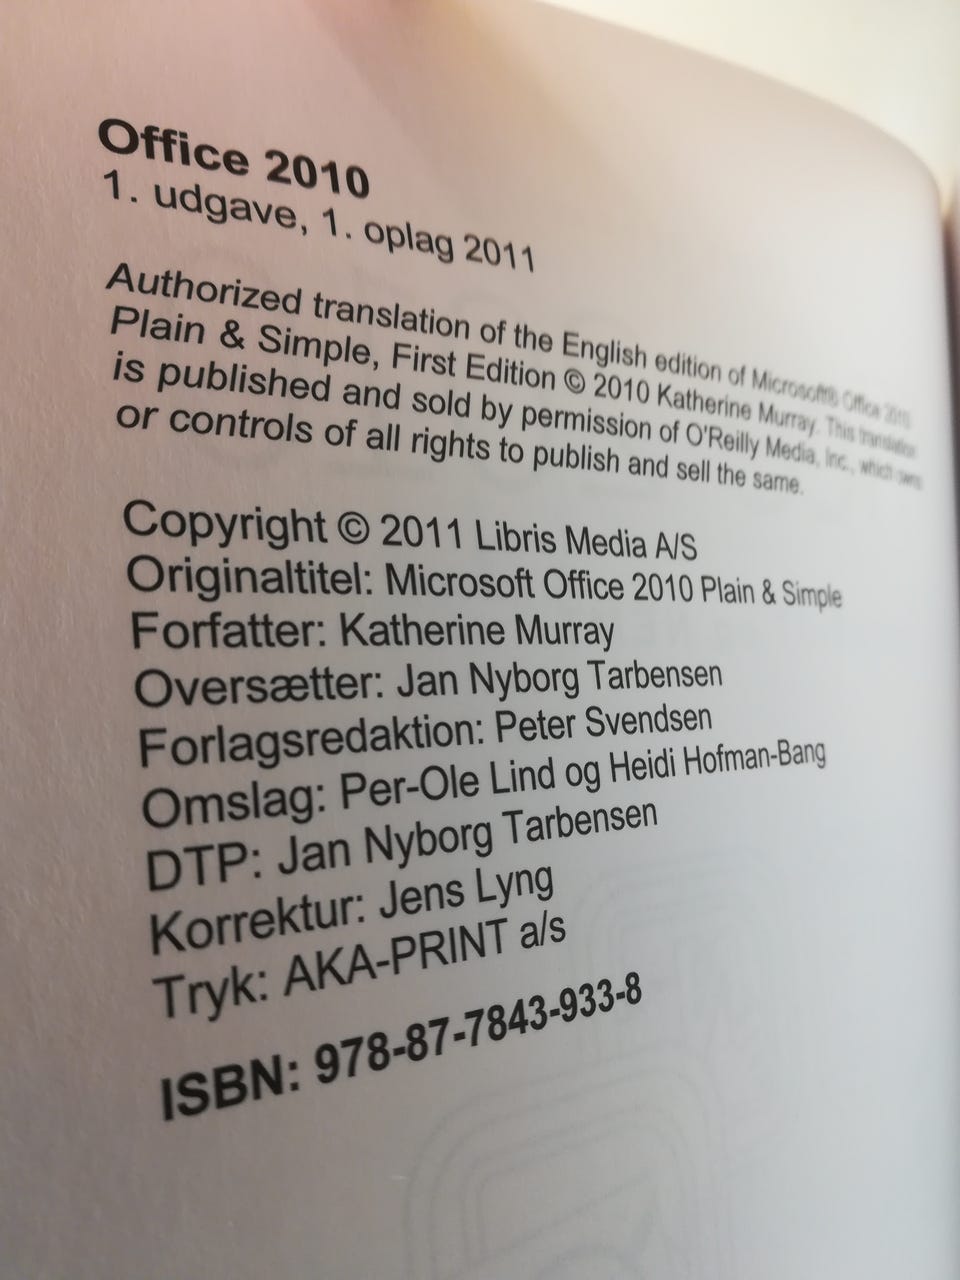 Office 2010
1. udgave, 1. oplag 2011
Authorized translation of the English edition of Microsoft® Office 2010
Plain & Simple, First Edition © 2010 Katherine Murray. This translation
is published and sold by permission of O'Reilly Media, Inc., which owns
or controls of all rights to publish and sell the same.
Copyright © 2011 Libris Media A/S
Originaltitel: Microsoft Office 2010 Plain & Simple
Forfatter: Katherine Murray
Oversætter: Jan Nyborg Tarbensen
Forlagsredaktion: Peter Svendsen
Omslag: Per-Ole Lind og Heidi Hofman-Bang
DTP: Jan Nyborg Tarbensen
Korrektur: Jens Lyng
Tryk: AKA-PRINT a/s
ISBN: 978-87-7843-933-8